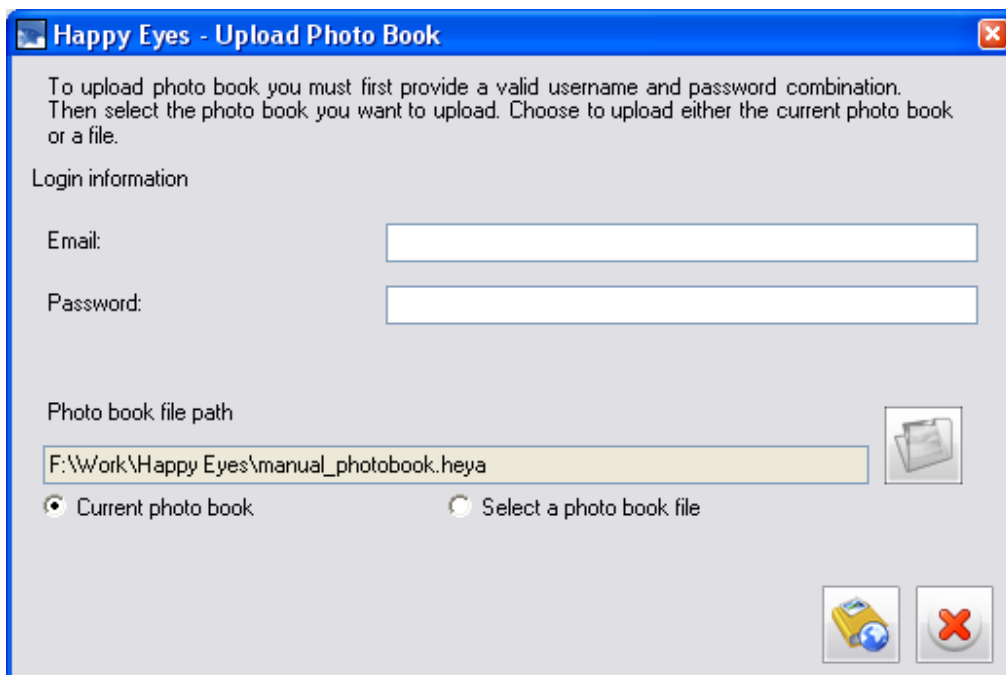 Happy Eyes - Upload Photo Book
To upload photo book you must first provide a valid username and password combination.
Then select the photo book you want to upload. Choose to upload either the current photo book
or a file.
Login information
Email:
Password:
Photo book file path
F:\Work\Happy Eyes\manual_photobook.heya
Current photo book
Select a photo book file